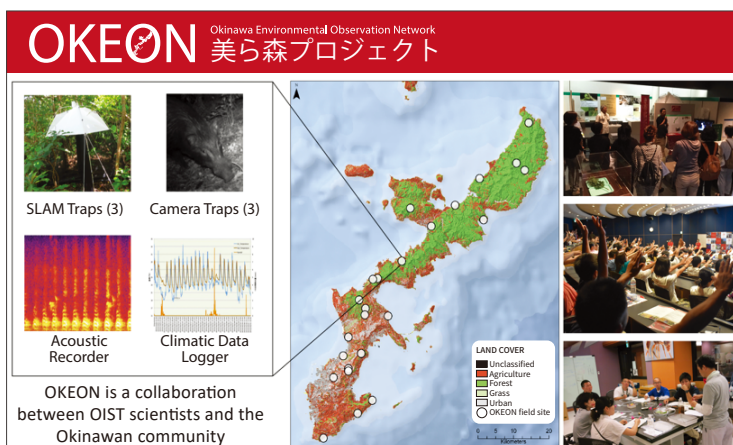 OKEON
Okinawa Environmental Observation Network
美ら森プロジェクト
SLAM Traps (3)
Camera Traps (3)
Acoustic
Recorder
Climatic Data
Logger
OKEON is a collaboration
between OIST scientists and the
Okinawan community
N
LAND COVER
Unclassified
Agriculture
Forest
Grass
Urban
OKEON field site
0
5
10
20
Kilometers